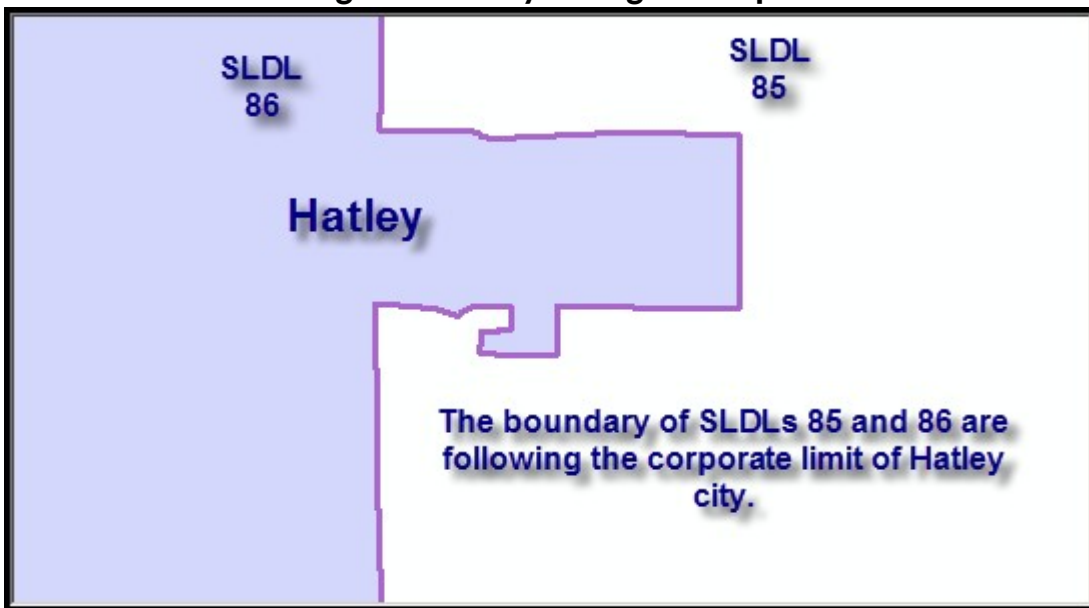 SLDL
86
SLDL
85
Hatley
The boundary of SLDLs 85 and 86 are
following the corporate limit of Hatley
city.